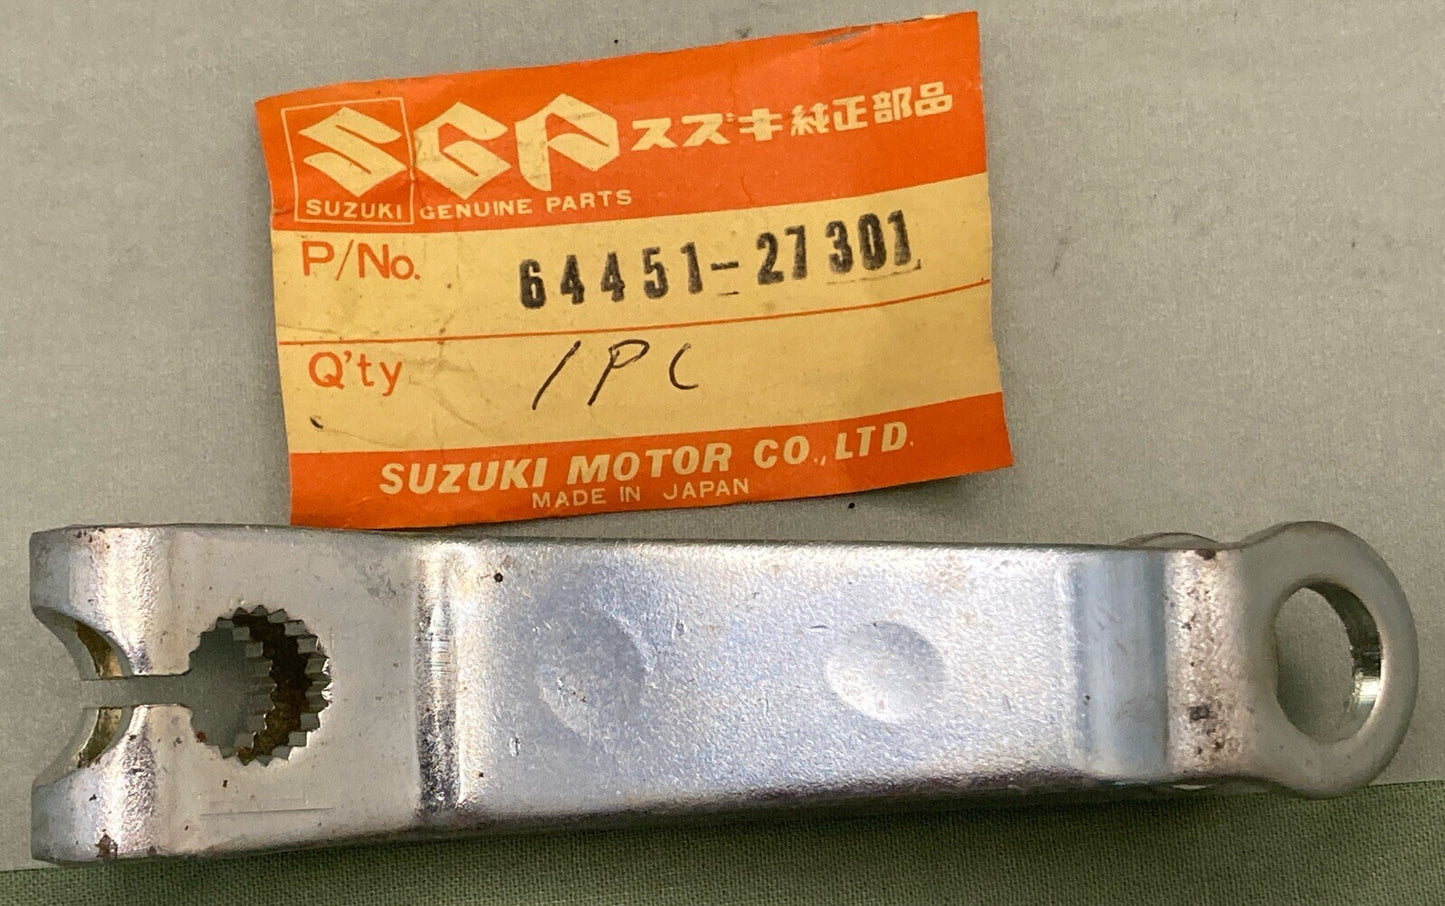 SGP スズキ純正部品
SUZUKI GENUINE PARTS
P/No. 64451-27301
Q'ty 1PC
SUZUKI MOTOR CO., LTD.
MADE IN JAPAN